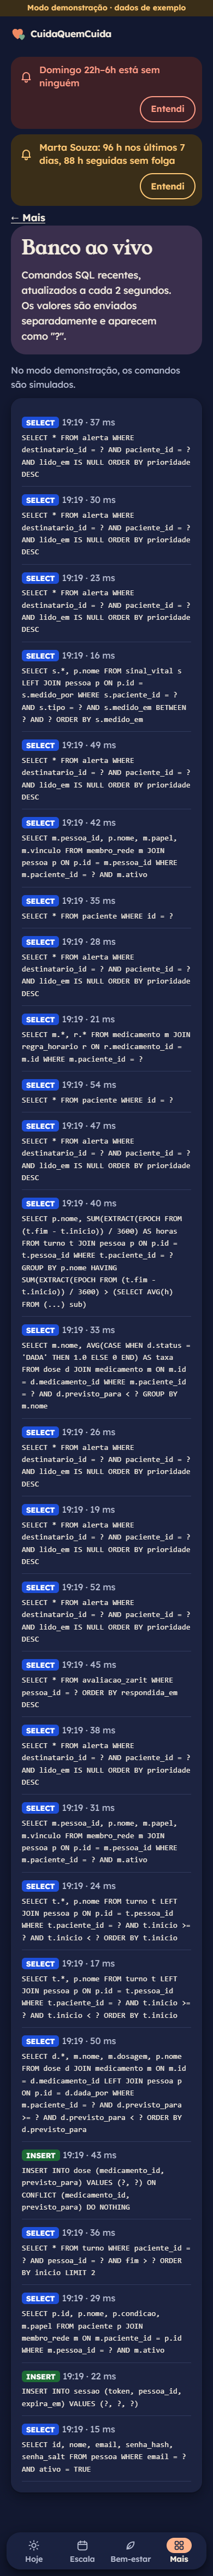 Modo demonstração · dados de exemplo
CuidaQuemCuida
Domingo 22h–6h está sem
ninguém
Entendi
Marta Souza: 96 h nos últimos 7
dias, 88 h seguidas sem folga
Entendi
← Mais
Banco ao vivo
Comandos SQL recentes,
atualizados a cada 2 segundos.
Os valores são enviados
separadamente e aparecem
como "?".
No modo demonstração, os comandos
são simulados.
SELECT 19:19 · 37 ms
SELECT * FROM alerta WHERE
destinatario_id = ? AND paciente_id = ?
AND lido_em IS NULL ORDER BY prioridade
DESC
SELECT 19:19 · 30 ms
SELECT * FROM alerta WHERE
destinatario_id = ? AND paciente_id = ?
AND lido_em IS NULL ORDER BY prioridade
DESC
SELECT 19:19 · 23 ms
SELECT * FROM alerta WHERE
destinatario_id = ? AND paciente_id = ?
AND lido_em IS NULL ORDER BY prioridade
DESC
SELECT 19:19 · 16 ms
SELECT s.*, p.nome FROM sinal_vital s
LEFT JOIN pessoa p ON p.id =
s.medido_por WHERE s.paciente_id = ?
AND s.tipo = ? AND s.medido_em BETWEEN
? AND ? ORDER BY s.medido_em
SELECT 19:19 · 49 ms
SELECT * FROM alerta WHERE
destinatario_id = ? AND paciente_id = ?
AND lido_em IS NULL ORDER BY prioridade
DESC
SELECT 19:19 · 42 ms
SELECT m.pessoa_id, p.nome, m.papel,
m.vinculo FROM membro_rede m JOIN
pessoa p ON p.id = m.pessoa_id WHERE
m.paciente_id = ? AND m.ativo
SELECT 19:19 · 35 ms
SELECT * FROM paciente WHERE id = ?
SELECT 19:19 · 28 ms
SELECT * FROM alerta WHERE
destinatario_id = ? AND paciente_id = ?
AND lido_em IS NULL ORDER BY prioridade
DESC
SELECT 19:19 · 21 ms
SELECT m.*, r.* FROM medicamento m JOIN
regra_horario r ON r.medicamento_id =
m.id WHERE m.paciente_id = ?
SELECT 19:19 · 54 ms
SELECT * FROM paciente WHERE id = ?
SELECT 19:19 · 47 ms
SELECT * FROM alerta WHERE
destinatario_id = ? AND paciente_id = ?
AND lido_em IS NULL ORDER BY prioridade
DESC
SELECT 19:19 · 40 ms
SELECT p.nome, SUM(EXTRACT(EPOCH FROM
(t.fim - t.inicio)) / 3600) AS horas
FROM turno t JOIN pessoa p ON p.id =
t.pessoa_id WHERE t.paciente_id = ?
GROUP BY p.nome HAVING
SUM(EXTRACT(EPOCH FROM (t.fim -
t.inicio)) / 3600) > (SELECT AVG(h)
FROM (...) sub)
SELECT 19:19 · 33 ms
SELECT m.nome, AVG(CASE WHEN d.status =
'DADA' THEN 1.0 ELSE 0 END) AS taxa
FROM dose d JOIN medicamento m ON m.id
= d.medicamento_id WHERE m.paciente_id
= ? AND d.previsto_para < ? GROUP BY
m.nome
SELECT 19:19 · 26 ms
SELECT * FROM alerta WHERE
destinatario_id = ? AND paciente_id = ?
AND lido_em IS NULL ORDER BY prioridade
DESC
SELECT 19:19 · 19 ms
SELECT * FROM alerta WHERE
destinatario_id = ? AND paciente_id = ?
AND lido_em IS NULL ORDER BY prioridade
DESC
SELECT 19:19 · 52 ms
SELECT * FROM alerta WHERE
destinatario_id = ? AND paciente_id = ?
AND lido_em IS NULL ORDER BY prioridade
DESC
SELECT 19:19 · 45 ms
SELECT * FROM avaliacao_zarit WHERE
pessoa_id = ? ORDER BY respondida_em
DESC
SELECT 19:19 · 38 ms
SELECT * FROM alerta WHERE
destinatario_id = ? AND paciente_id = ?
AND lido_em IS NULL ORDER BY prioridade
DESC
SELECT 19:19 · 31 ms
SELECT m.pessoa_id, p.nome, m.papel,
m.vinculo FROM membro_rede m JOIN
pessoa p ON p.id = m.pessoa_id WHERE
m.paciente_id = ? AND m.ativo
SELECT 19:19 · 24 ms
SELECT t.*, p.nome FROM turno t LEFT
JOIN pessoa p ON p.id = t.pessoa_id
WHERE t.paciente_id = ? AND t.inicio >=
? AND t.inicio < ? ORDER BY t.inicio
SELECT 19:19 · 17 ms
SELECT t.*, p.nome FROM turno t LEFT
JOIN pessoa p ON p.id = t.pessoa_id
WHERE t.paciente_id = ? AND t.inicio >=
? AND t.inicio < ? ORDER BY t.inicio
SELECT 19:19 · 50 ms
SELECT d.*, m.nome, m.dosagem, p.nome
FROM dose d JOIN medicamento m ON m.id
= d.medicamento_id LEFT JOIN pessoa p
ON p.id = d.dada_por WHERE
m.paciente_id = ? AND d.previsto_para
>= ? AND d.previsto_para < ? ORDER BY
d.previsto_para
INSERT 19:19 · 43 ms
INSERT INTO dose (medicamento_id,
previsto_para) VALUES (?, ?) ON
CONFLICT (medicamento_id,
previsto_para) DO NOTHING
SELECT 19:19 · 36 ms
SELECT * FROM turno WHERE paciente_id =
? AND pessoa_id = ? AND fim > ? ORDER
BY inicio LIMIT 2
SELECT 19:19 · 29 ms
SELECT p.id, p.nome, p.condicao,
m.papel FROM paciente p JOIN
membro_rede m ON m.paciente_id = p.id
WHERE m.pessoa_id = ? AND m.ativo
INSERT 19:19 · 22 ms
INSERT INTO sessao (token, pessoa_id,
expira_em) VALUES (?, ?, ?)
SELECT 19:19 · 15 ms
SELECT id, nome, email, senha_hash,
senha_salt FROM pessoa WHERE email = ?
AND ativo = TRUE
Hoje
Escala
Bem-estar
Mais